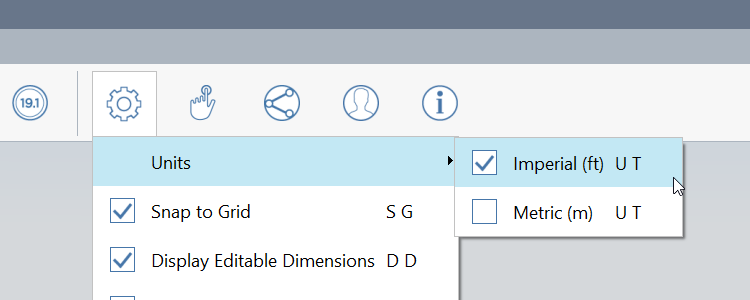 19.1
i
Units
Imperial (ft) U T
Snap to Grid S G
Metric (m) U T
Display Editable Dimensions D D